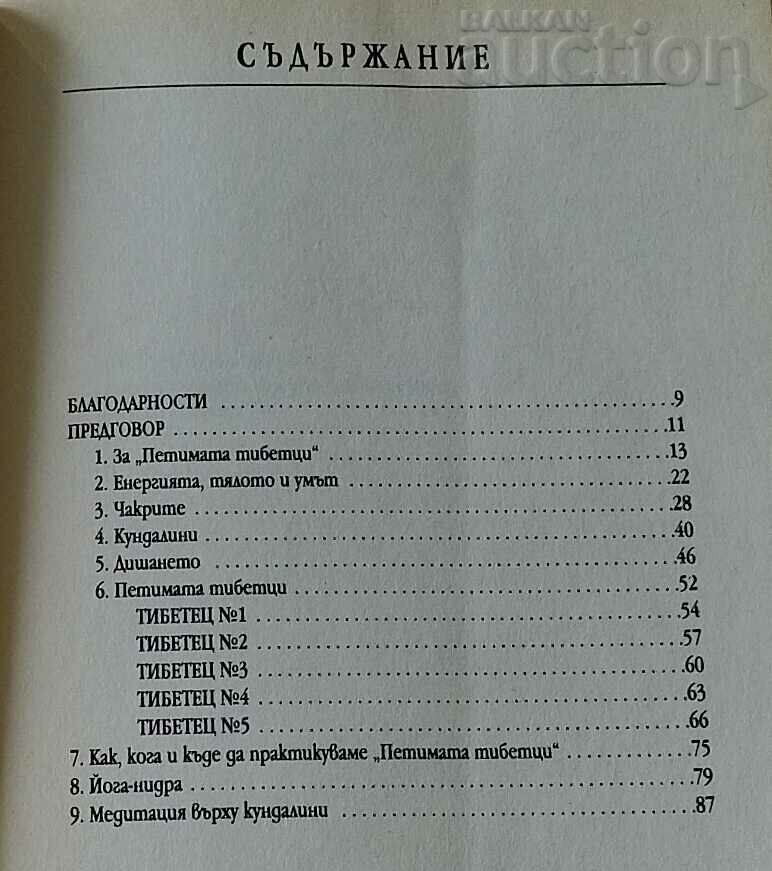 БАЛКАН
auction
СЪДЪРЖАНИЕ
БЛАГОДАРНОСТИ ........................................ 9
ПРЕДГОВОР ........................................ 11
1. За „Петимата тибетци“ ........................................ 13
2. Енергията, тялото и умът ........................................ 22
3. Чакрите ........................................ 28
4. Кундалини ........................................ 40
5. Дишането ........................................ 46
6. Петимата тибетци ........................................ 52
ТИБЕТЕЦ №1 ........................................ 54
ТИБЕТЕЦ №2 ........................................ 57
ТИБЕТЕЦ №3 ........................................ 60
ТИБЕТЕЦ №4 ........................................ 63
ТИБЕТЕЦ №5 ........................................ 66
7. Как, кога и къде да практикуваме „Петимата тибетци“ .......... 75
8. Йога-нидра ........................................ 79
9. Медитация върху кундалини ........................................ 87